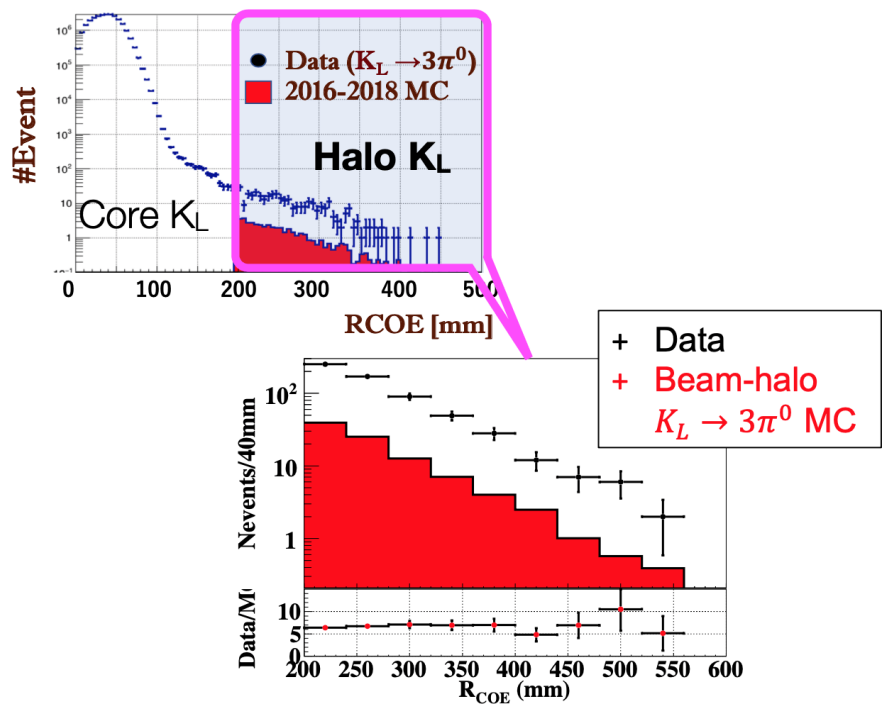 #Event
10⁶
10⁵
10⁴
10³
10²
10
1
10⁻¹
Data (K_L → 3π⁰)
2016-2018 MC
Halo K_L
Core K_L
0 100 200 300 400 500
RCOE [mm]
Data
Beam-halo
K_L → 3π⁰ MC
Nevents/40mm
10²
10
1
Data/M
10
5
0
200 250 300 350 400 450 500 550 600
R_COE (mm)